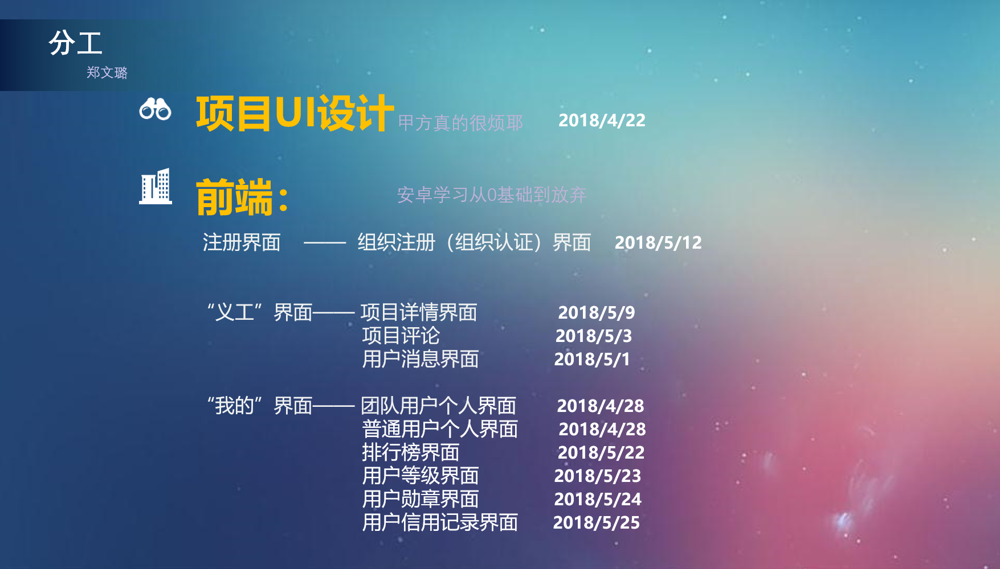 分工
郑文璐
项目UI设计 甲方真的很烦耶 2018/4/22
前端： 安卓学习从0基础到放弃
注册界面 —— 组织注册（组织认证）界面 2018/5/12
“义工”界面—— 项目详情界面 2018/5/9
项目评论 2018/5/3
用户消息界面 2018/5/1
“我的”界面—— 团队用户个人界面 2018/4/28
普通用户个人界面 2018/4/28
排行榜界面 2018/5/22
用户等级界面 2018/5/23
用户勋章界面 2018/5/24
用户信用记录界面 2018/5/25